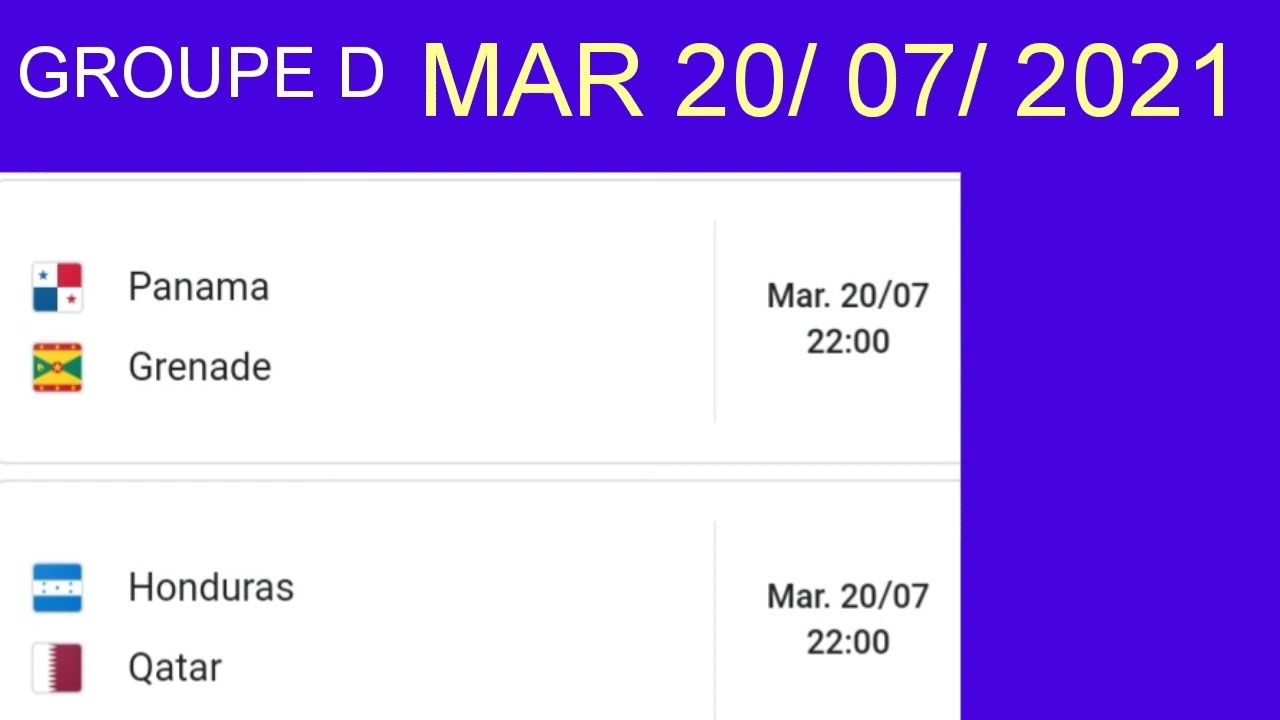 GROUPE D MAR 20/ 07/ 2021
Panama
Grenade
Mar. 20/07
22:00
Honduras
Qatar
Mar. 20/07
22:00